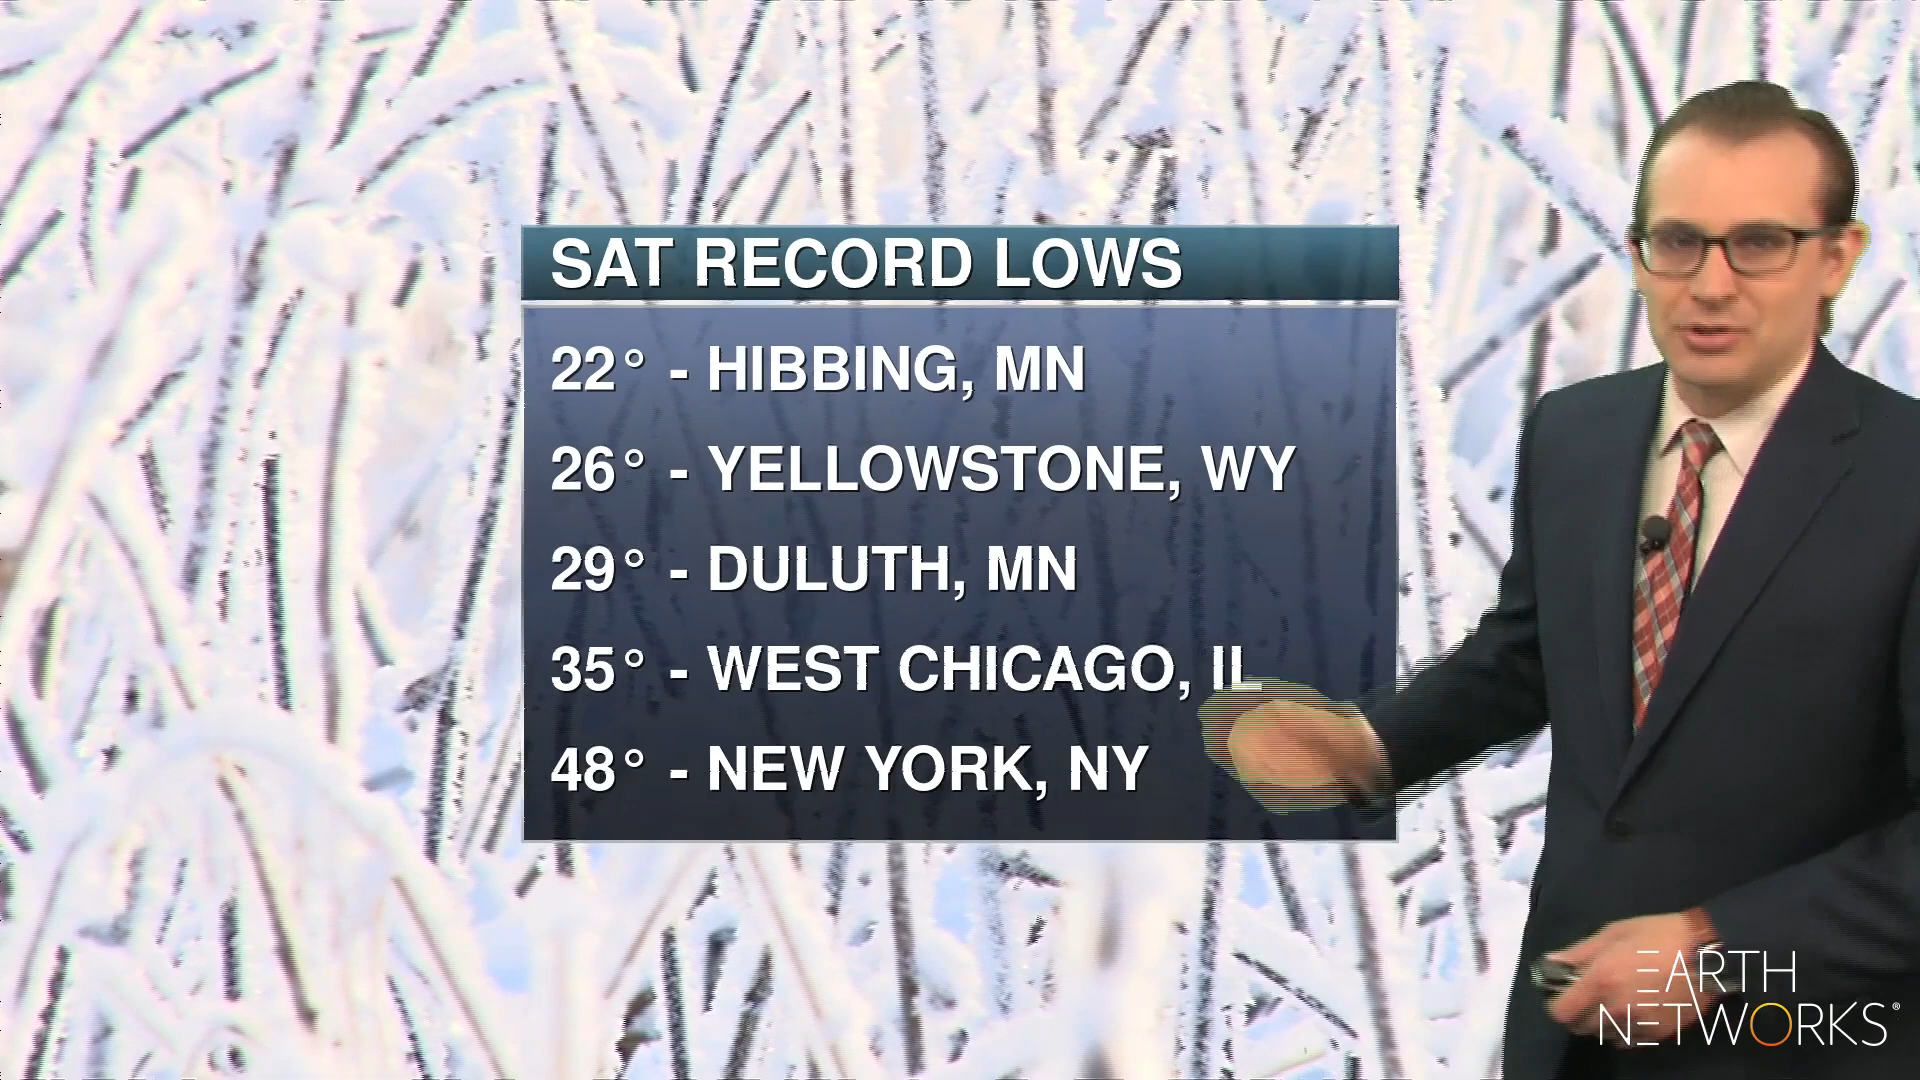 SAT RECORD LOWS
22° - HIBBING, MN
26° - YELLOWSTONE, WY
29° - DULUTH, MN
35° - WEST CHICAGO, IL
48° - NEW YORK, NY
EARTH
NETWORKS®